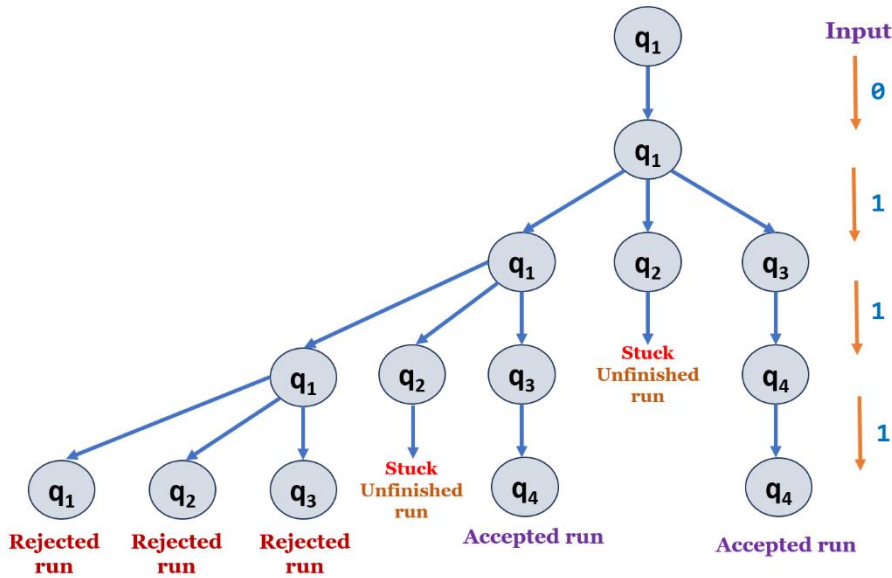 q₁ Input
0
q₁
1
q₁ q₂ q₃
1
q₁ q₂ q₃ Stuck
Unfinished
run q₄
1
q₁ q₂ q₃ Stuck
Unfinished
run q₄ q₄
Rejected
run Rejected
run Rejected
run Accepted run Accepted run